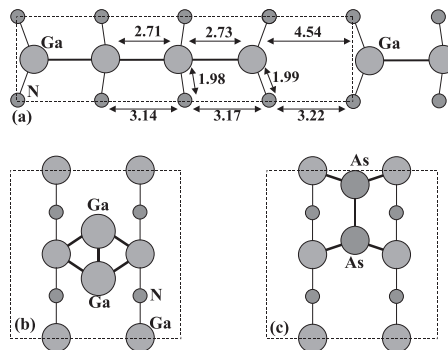 2.71 2.73 4.54
Ga Ga
1.98 1.99
N
(a) 3.14 3.17 3.22
Ga
Ga
N
(b) Ga
As
As
(c)